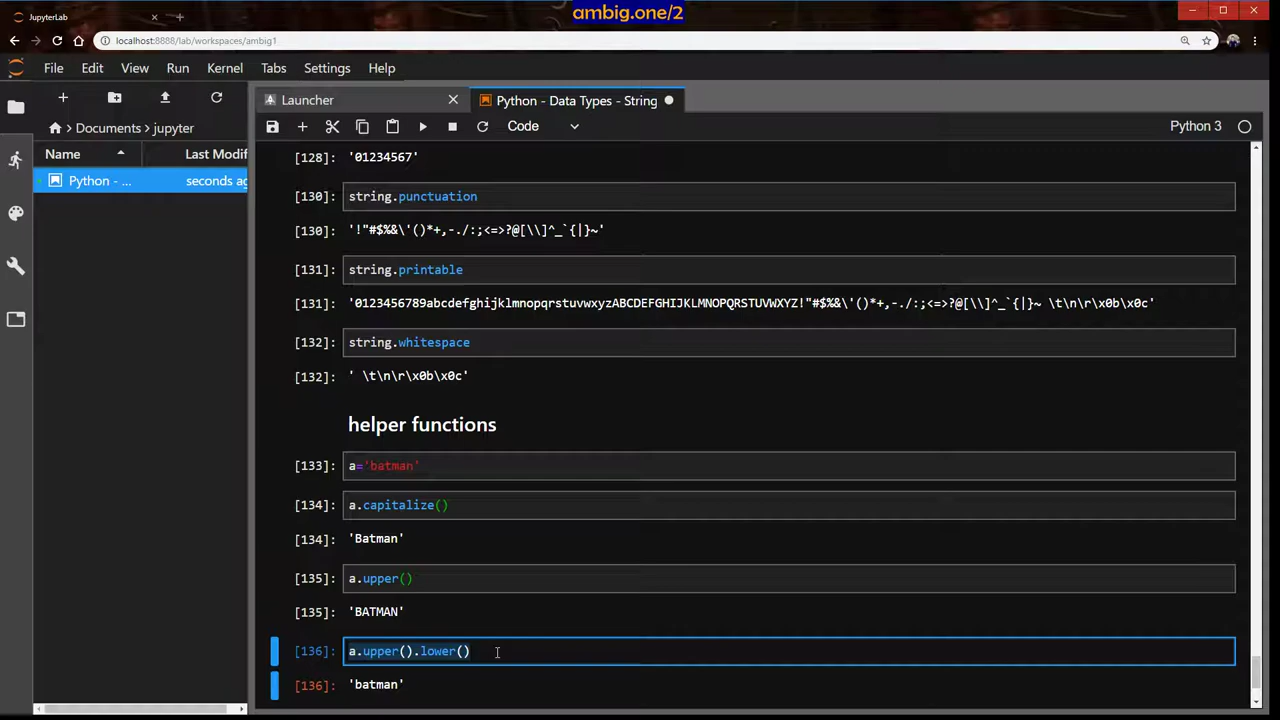 ambig.one/2
JupyterLab
localhost:8888/lab/workspaces/ambig1
File Edit View Run Kernel Tabs Settings Help
Launcher
Python - Data Types - String
Documents > jupyter
Code
Python 3
Name Last Modif
Python - ... seconds ag
[128]: '01234567'
[130]: string.punctuation
[130]: '!"#$%&\'()*+,-./:;<=>?@[\\]^_`{|}~'
[131]: string.printable
[131]: '0123456789abcdefghijklmnopqrstuvwxyzABCDEFGHIJKLMNOPQRSTUVWXYZ!"#$%&\'()*+,-./:;<=>?@[\\]^_`{|}~ \t\n\r\x0b\x0c'
[132]: string.whitespace
[132]: ' \t\n\r\x0b\x0c'
helper functions
[133]: a='batman'
[134]: a.capitalize()
[134]: 'Batman'
[135]: a.upper()
[135]: 'BATMAN'
[136]: a.upper().lower()
[136]: 'batman'